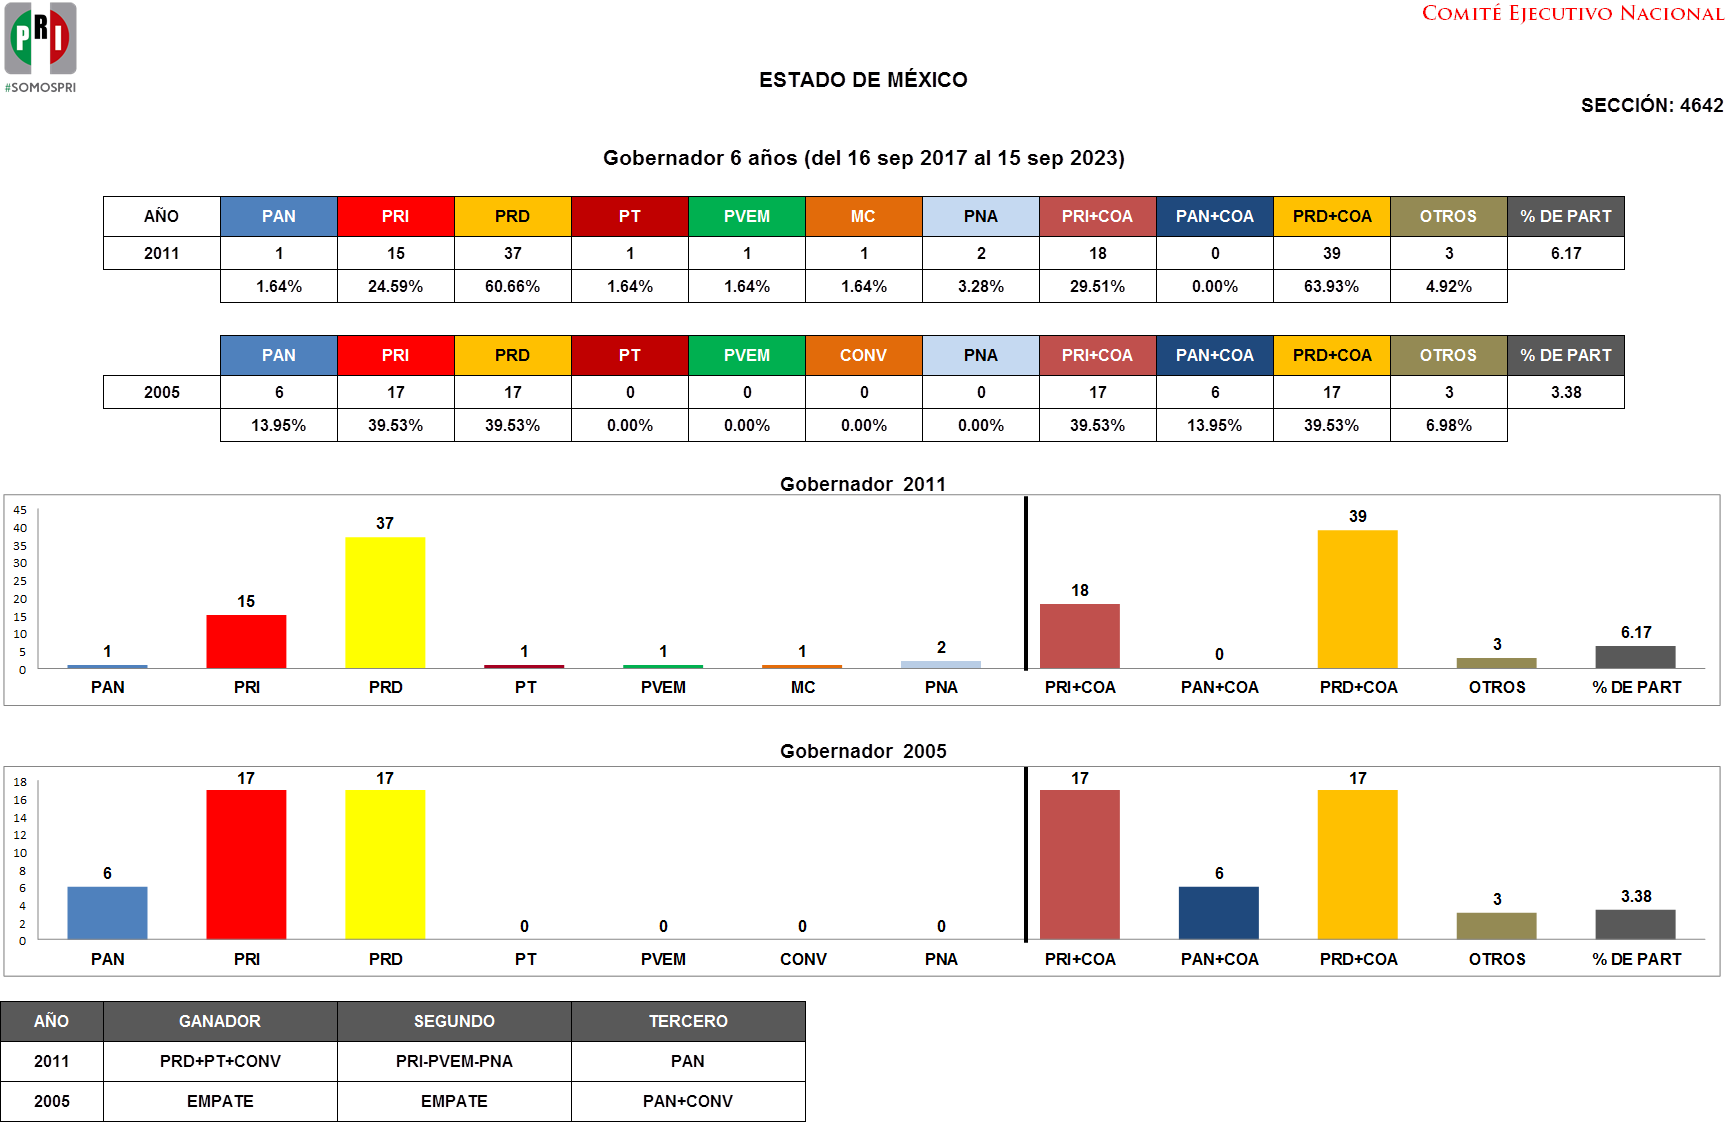 PRI
#SOMOSPRI
COMITÉ EJECUTIVO NACIONAL
ESTADO DE MÉXICO
SECCIÓN: 4642
Gobernador 6 años (del 16 sep 2017 al 15 sep 2023)
AÑO PAN PRI PRD PT PVEM MC PNA PRI+COA PAN+COA PRD+COA OTROS % DE PART
2011 1 15 37 1 1 1 2 18 0 39 3 6.17
1.64% 24.59% 60.66% 1.64% 1.64% 1.64% 3.28% 29.51% 0.00% 63.93% 4.92%
PAN PRI PRD PT PVEM CONV PNA PRI+COA PAN+COA PRD+COA OTROS % DE PART
2005 6 17 17 0 0 0 0 17 6 17 3 3.38
13.95% 39.53% 39.53% 0.00% 0.00% 0.00% 0.00% 39.53% 13.95% 39.53% 6.98%
Gobernador 2011
45
40
35
30
25
20
15
10
5
0
1 15 37 1 1 1 2 18 0 39 3 6.17
PAN PRI PRD PT PVEM MC PNA PRI+COA PAN+COA PRD+COA OTROS % DE PART
Gobernador 2005
18
16
14
12
10
8
6
4
2
0
6 17 17 0 0 0 0 17 6 17 3 3.38
PAN PRI PRD PT PVEM CONV PNA PRI+COA PAN+COA PRD+COA OTROS % DE PART
AÑO GANADOR SEGUNDO TERCERO
2011 PRD+PT+CONV PRI-PVEM-PNA PAN
2005 EMPATE EMPATE PAN+CONV